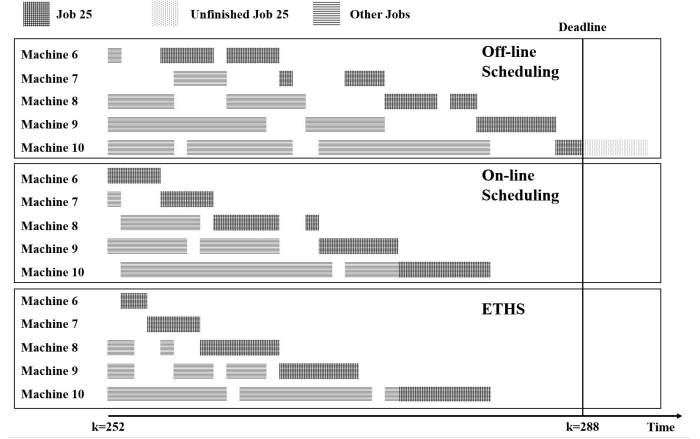 Job 25 Unfinished Job 25 Other Jobs
Deadline
Machine 6
Machine 7
Machine 8
Machine 9
Machine 10
Off-line
Scheduling
Machine 6
Machine 7
Machine 8
Machine 9
Machine 10
On-line
Scheduling
Machine 6
Machine 7
Machine 8
Machine 9
Machine 10
ETHS
k=252 k=288 Time